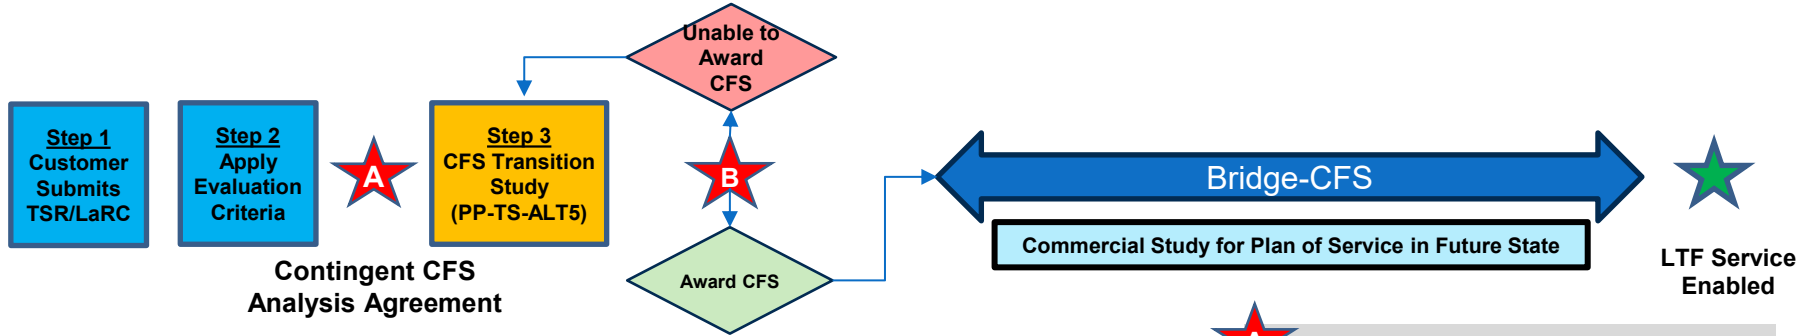 Unable to
Award
CFS
Step 1
Customer
Submits
TSR/LaRC
Step 2
Apply
Evaluation
Criteria
A
Step 3
CFS Transition
Study
(PP-TS-ALT5)
B
Bridge-CFS
Contingent CFS
Analysis Agreement
Award CFS
Commercial Study for Plan of Service in Future State
LTF Service
Enabled